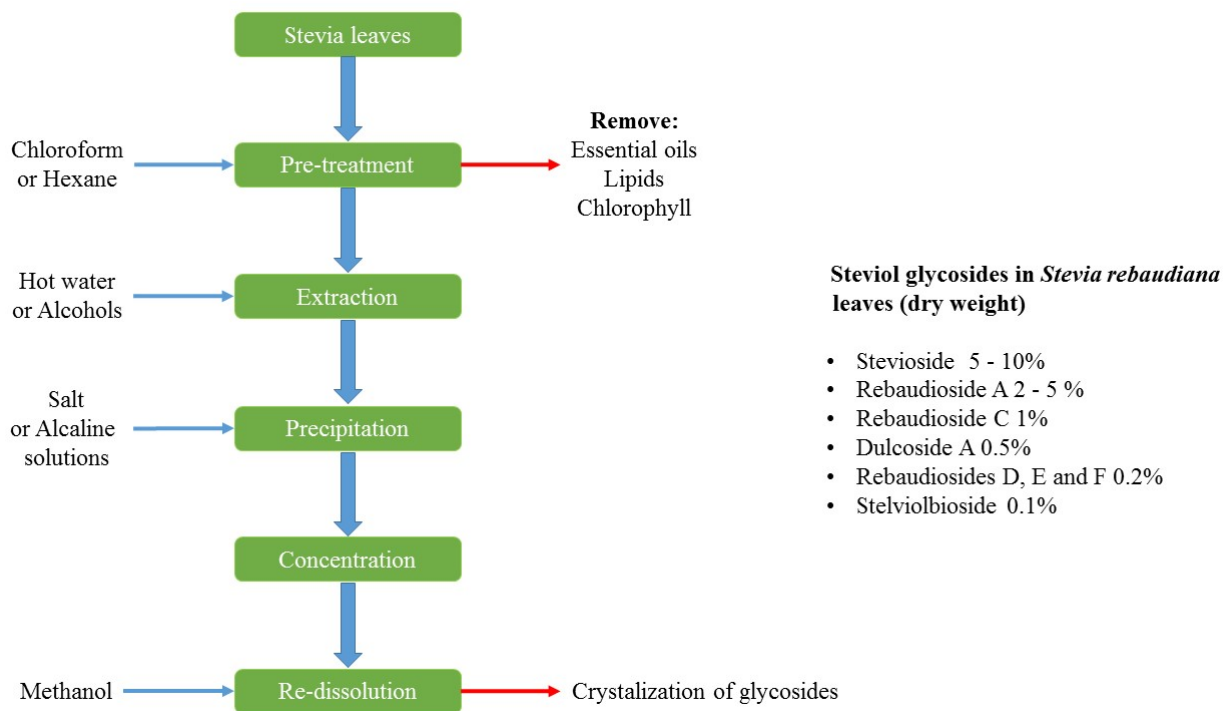 Stevia leaves
Chloroform
or Hexane
Pre-treatment
Remove:
Essential oils
Lipids
Chlorophyll
Hot water
or Alcohols
Extraction
Salt
or Alcaline
solutions
Precipitation
Concentration
Methanol
Re-dissolution
Crystalization of glycosides
Steviol glycosides in Stevia rebaudiana
leaves (dry weight)
• Stevioside 5 - 10%
• Rebaudioside A 2 - 5 %
• Rebaudioside C 1%
• Dulcoside A 0.5%
• Rebaudiosides D, E and F 0.2%
• Stelviolbioside 0.1%